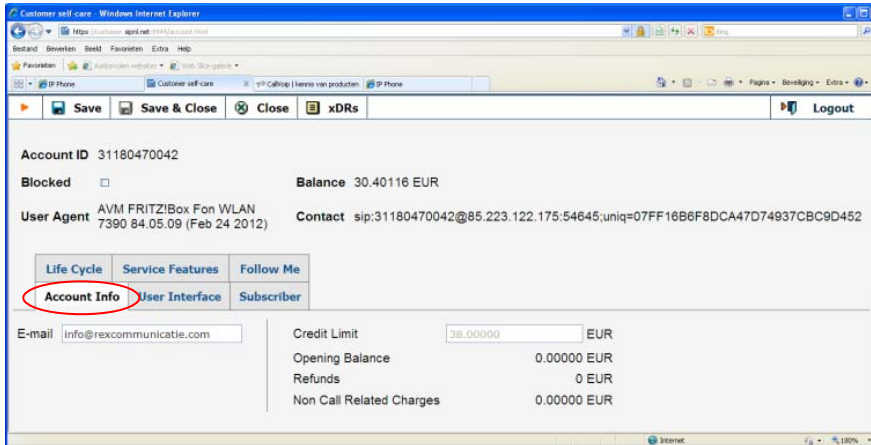 Customer self-care - Windows Internet Explorer
Bestand Bewerken Beeld Favorieten Extra Help
Favorieten
IP Phone Customer self-care kennis van producten IP Phone Pagina Beveiliging Extra
Save Save & Close Close xDRs Logout
Account ID 31180470042
Blocked Balance 30.40116 EUR
User Agent AVM FRITZ!Box Fon WLAN 7390 84.05.09 (Feb 24 2012) Contact sip:31180470042@85.223.122.175:54645;uniq=07FF16B6F8DCA47D74937CBC9D452
Life Cycle Service Features Follow Me
Account Info User Interface Subscriber
E-mail info@rexcommunicatie.com Credit Limit 38.00000 EUR
Opening Balance 0.00000 EUR
Refunds 0 EUR
Non Call Related Charges 0.00000 EUR
Internet 180%